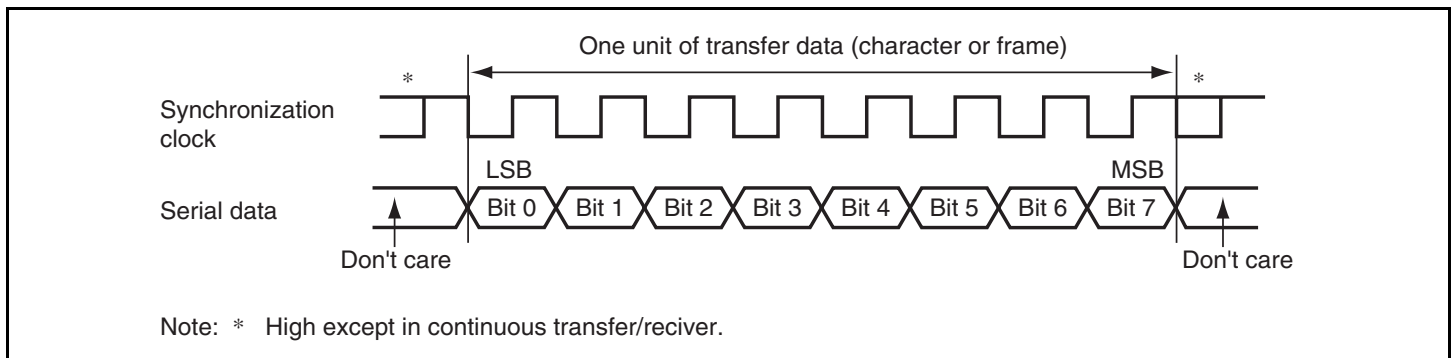 One unit of transfer data (character or frame)
* *
Synchronization
clock
LSB MSB
Serial data Bit 0 Bit 1 Bit 2 Bit 3 Bit 4 Bit 5 Bit 6 Bit 7
Don't care Don't care
Note: * High except in continuous transfer/reciver.